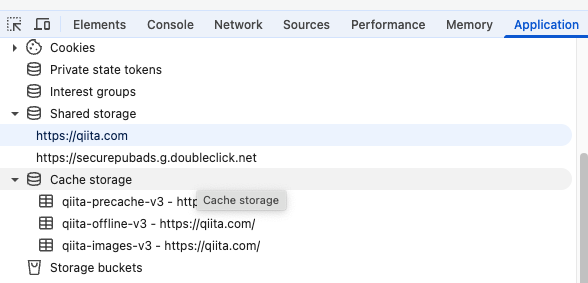 Elements Console Network Sources Performance Memory Application
Cookies
Private state tokens
Interest groups
Shared storage
https://qiita.com
https://securepubads.g.doubleclick.net
Cache storage
qiita-precache-v3 - http
Cache storage
qiita-offline-v3 - https://qiita.com/
qiita-images-v3 - https://qiita.com/
Storage buckets